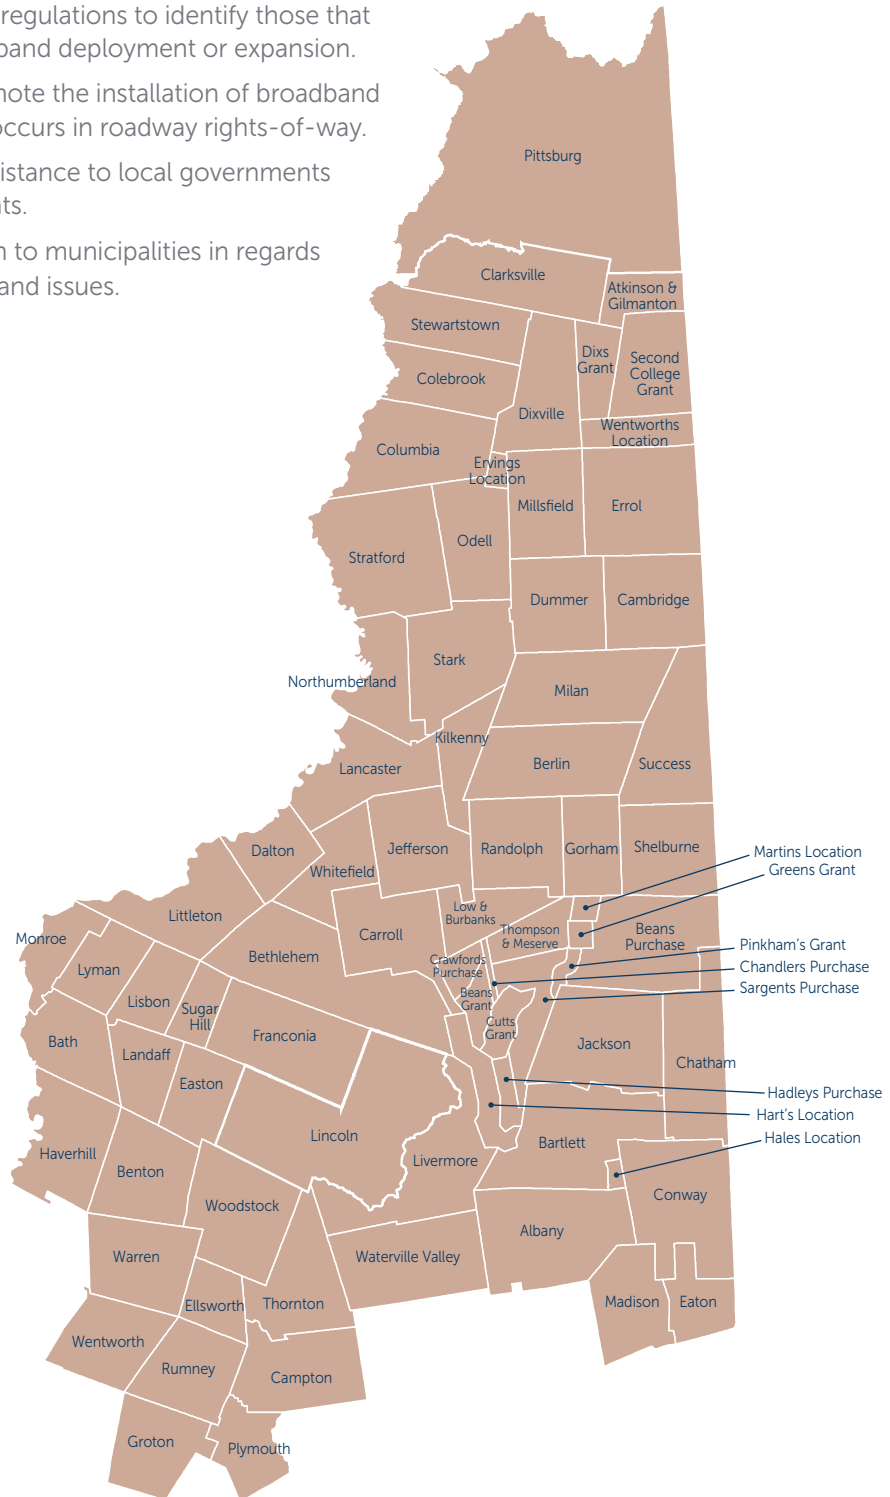 regulations to identify those that
band deployment or expansion.
note the installation of broadband
occurs in roadway rights-of-way.
istance to local governments
ts.
n to municipalities in regards
and issues.
Pittsburg
Clarksville
Atkinson &
Gilmanton
Stewartstown
Dixs
Grant
Second
College
Grant
Colebrook
Dixville
Wentworths
Location
Columbia
Ervings
Location
Millsfield
Errol
Odell
Stratford
Dummer
Cambridge
Stark
Northumberland
Milan
Kilkenny
Lancaster
Berlin
Success
Dalton
Jefferson
Randolph
Gorham
Shelburne
Martins Location
Whitefield
Greens Grant
Low &
Burbanks
Littleton
Carroll
Thompson
& Meserve
Beans
Purchase
Monroe
Pinkham's Grant
Bethlehem
Crawfords
Purchase
Chandlers Purchase
Lyman
Sargents Purchase
Lisbon
Beans
Grant
Sugar
Hill
Cutts
Grant
Franconia
Bath
Jackson
Landaff
Chatham
Easton
Hadleys Purchase
Hart's Location
Lincoln
Hales Location
Bartlett
Haverhill
Livermore
Benton
Conway
Woodstock
Albany
Warren
Waterville Valley
Ellsworth
Thornton
Madison
Eaton
Wentworth
Rumney
Campton
Groton
Plymouth